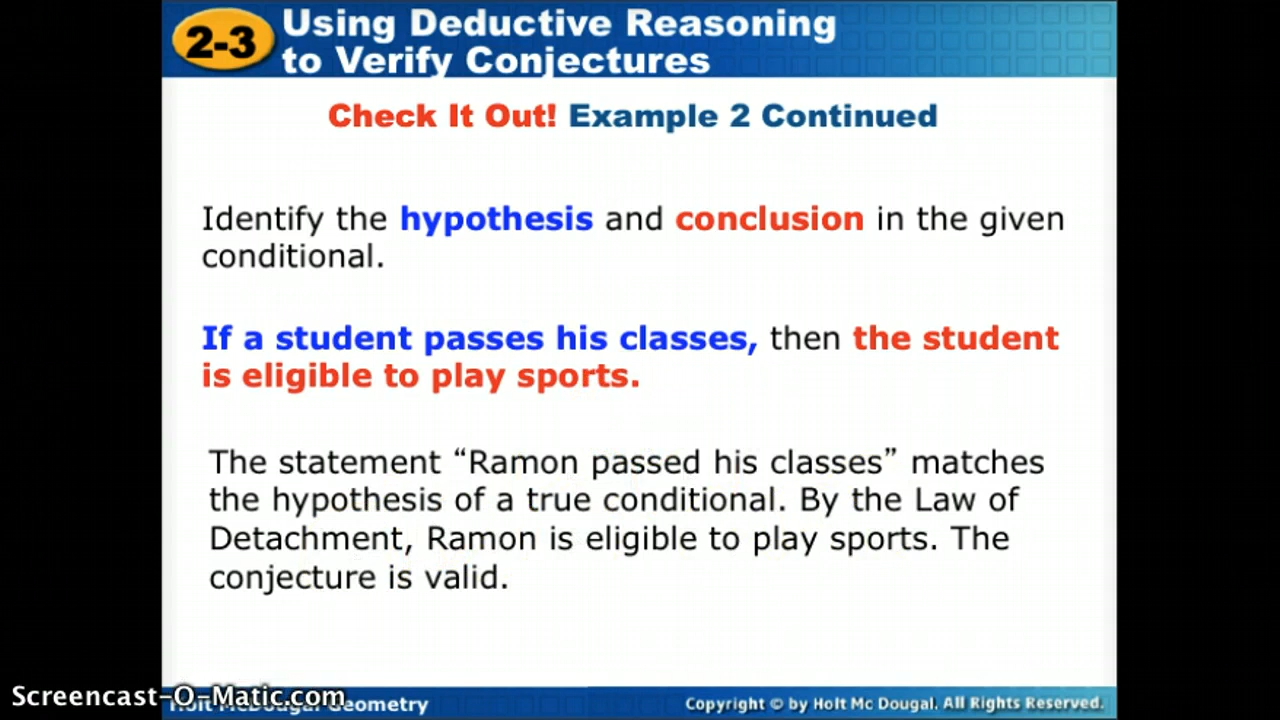 2-3
Using Deductive Reasoning
to Verify Conjectures
Check It Out! Example 2 Continued
Identify the hypothesis and conclusion in the given
conditional.
If a student passes his classes, then the student
is eligible to play sports.
The statement “Ramon passed his classes” matches
the hypothesis of a true conditional. By the Law of
Detachment, Ramon is eligible to play sports. The
conjecture is valid.
Screencast-O-Matic.com
Holt McDougal Geometry
Copyright © by Holt Mc Dougal. All Rights Reserved.